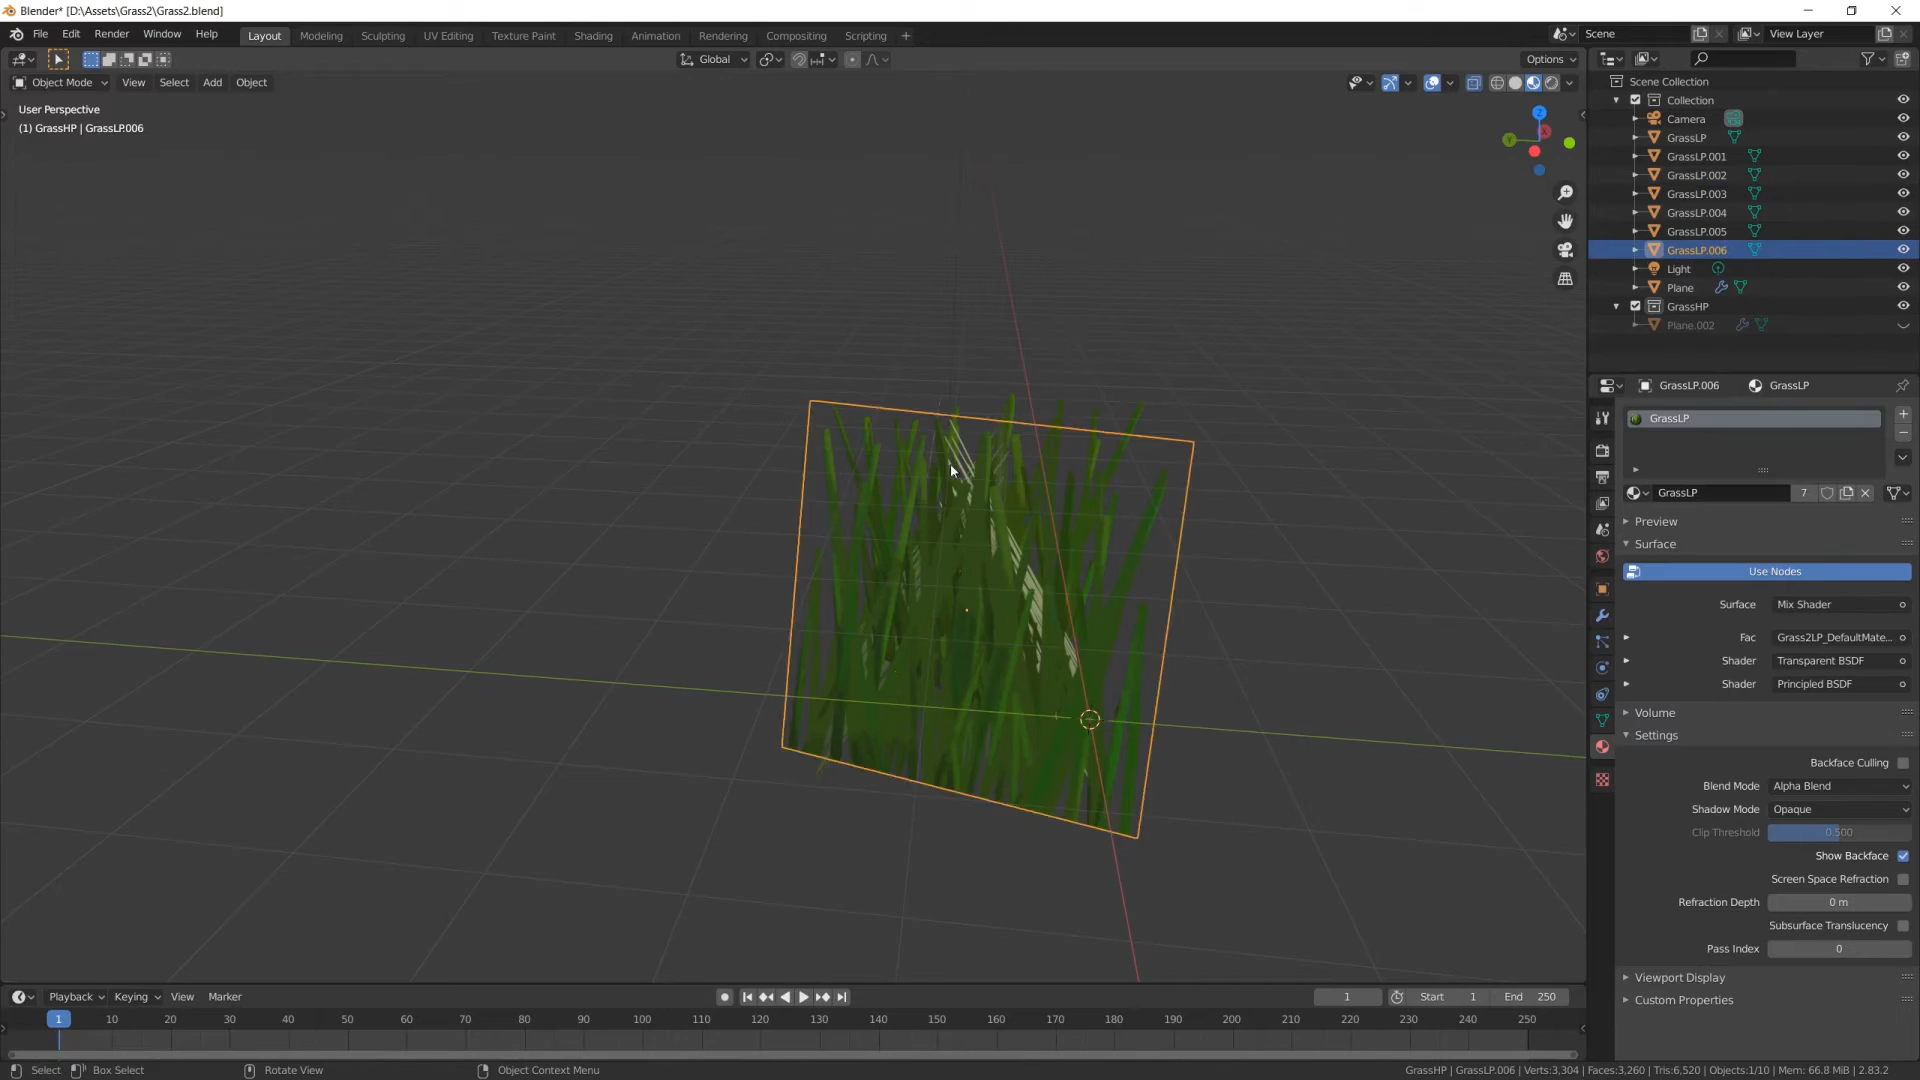 Blender* [D:\Assets\Grass2\Grass2.blend]
File Edit Render Window Help Layout Modeling Sculpting UV Editing Texture Paint Shading Animation Rendering Compositing Scripting + Scene View Layer
Global Options
Object Mode View Select Add Object
User Perspective
(1) GrassHP | GrassLP.006
Z
Y
X
Scene Collection
Collection
Camera
GrassLP
GrassLP.001
GrassLP.002
GrassLP.003
GrassLP.004
GrassLP.005
GrassLP.006
Light
Plane
GrassHP
Plane.002
GrassLP.006 GrassLP
GrassLP
GrassLP 7
Preview
Surface
Use Nodes
Surface Mix Shader
Fac Grass2LP_DefaultMate...
Shader Transparent BSDF
Shader Principled BSDF
Volume
Settings
Backface Culling
Blend Mode Alpha Blend
Shadow Mode Opaque
Clip Threshold 0.500
Show Backface
Screen Space Refraction
Refraction Depth 0 m
Subsurface Translucency
Pass Index 0
Viewport Display
Custom Properties
Playback Keying View Marker 1 Start 1 End 250
1 10 20 30 40 50 60 70 80 90 100 110 120 130 140 150 160 170 180 190 200 210 220 230 240 250
Select Box Select Rotate View Object Context Menu GrassHP | GrassLP.006 | Verts:3,304 | Faces:3,260 | Tris:6,520 | Objects:1/10 | Mem: 66.8 MiB | 2.83.2